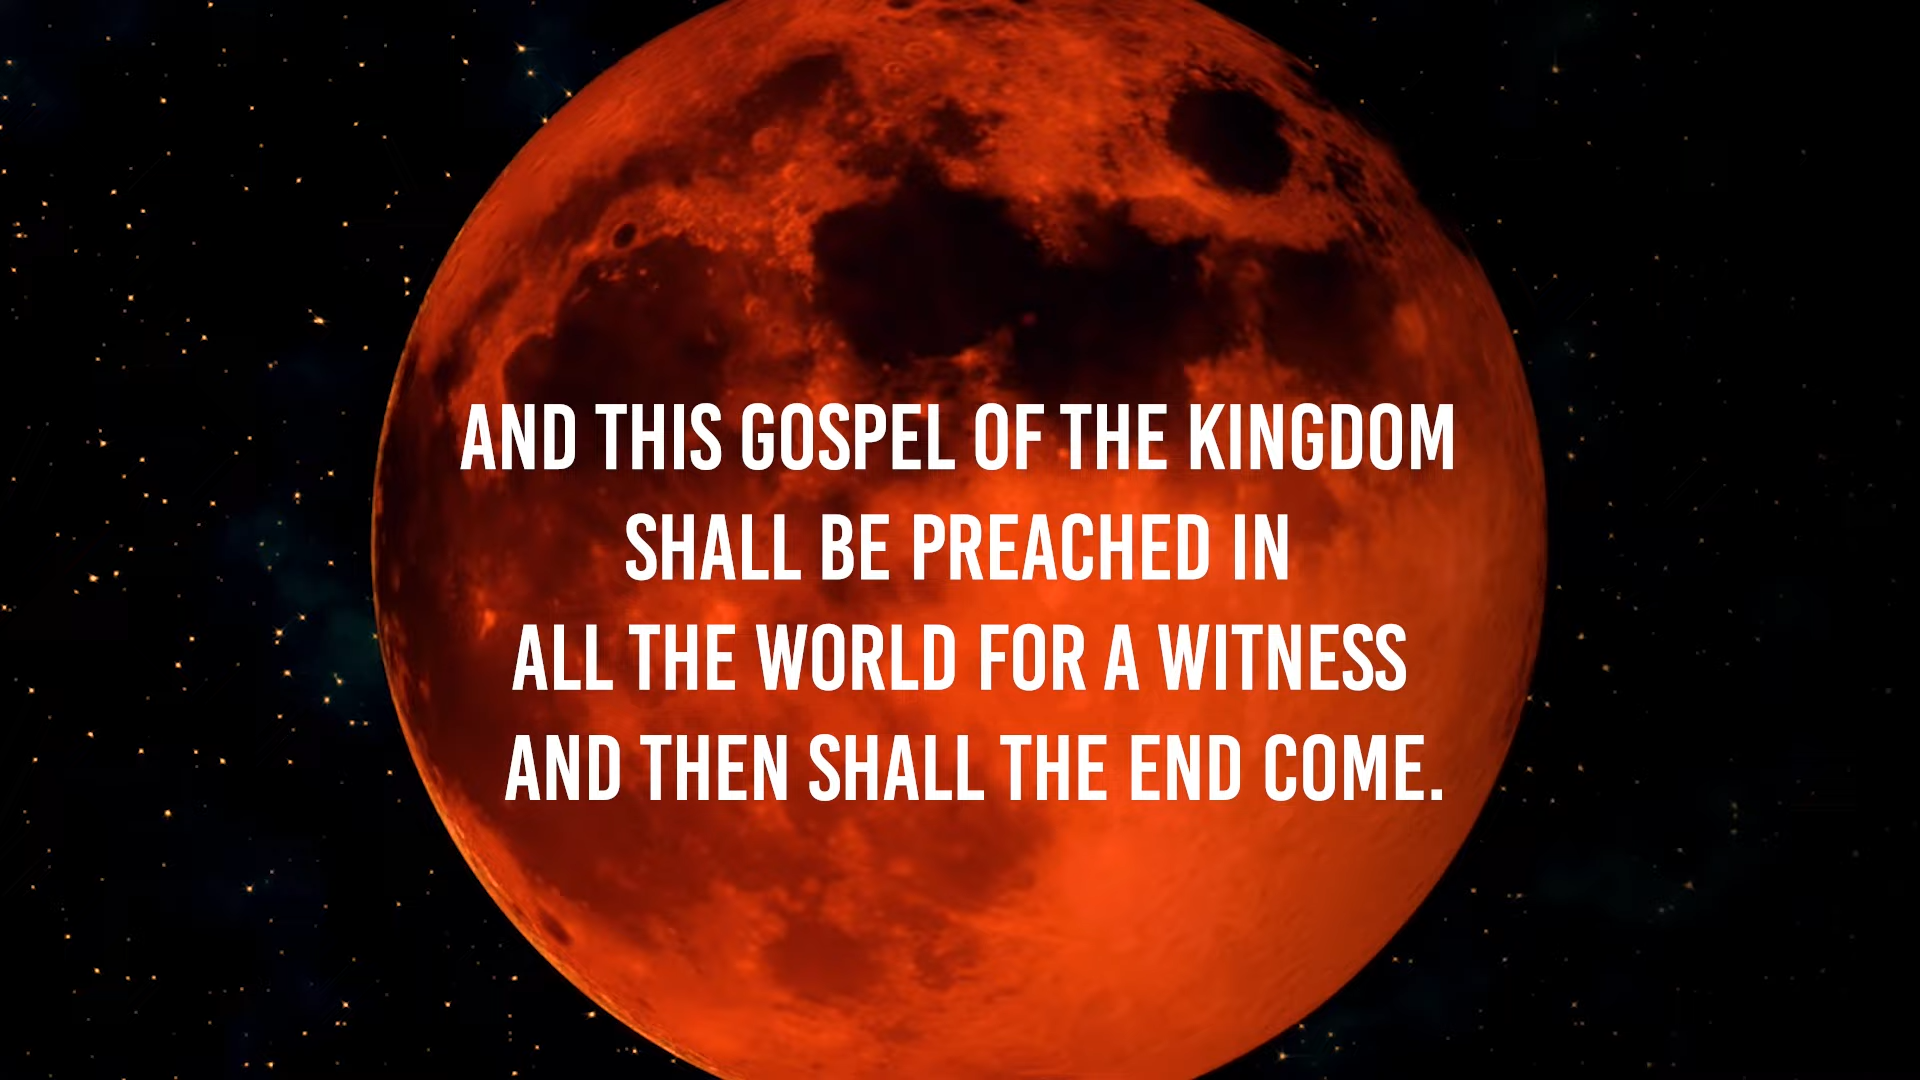 AND THIS GOSPEL OF THE KINGDOM
SHALL BE PREACHED IN
ALL THE WORLD FOR A WITNESS
AND THEN SHALL THE END COME.